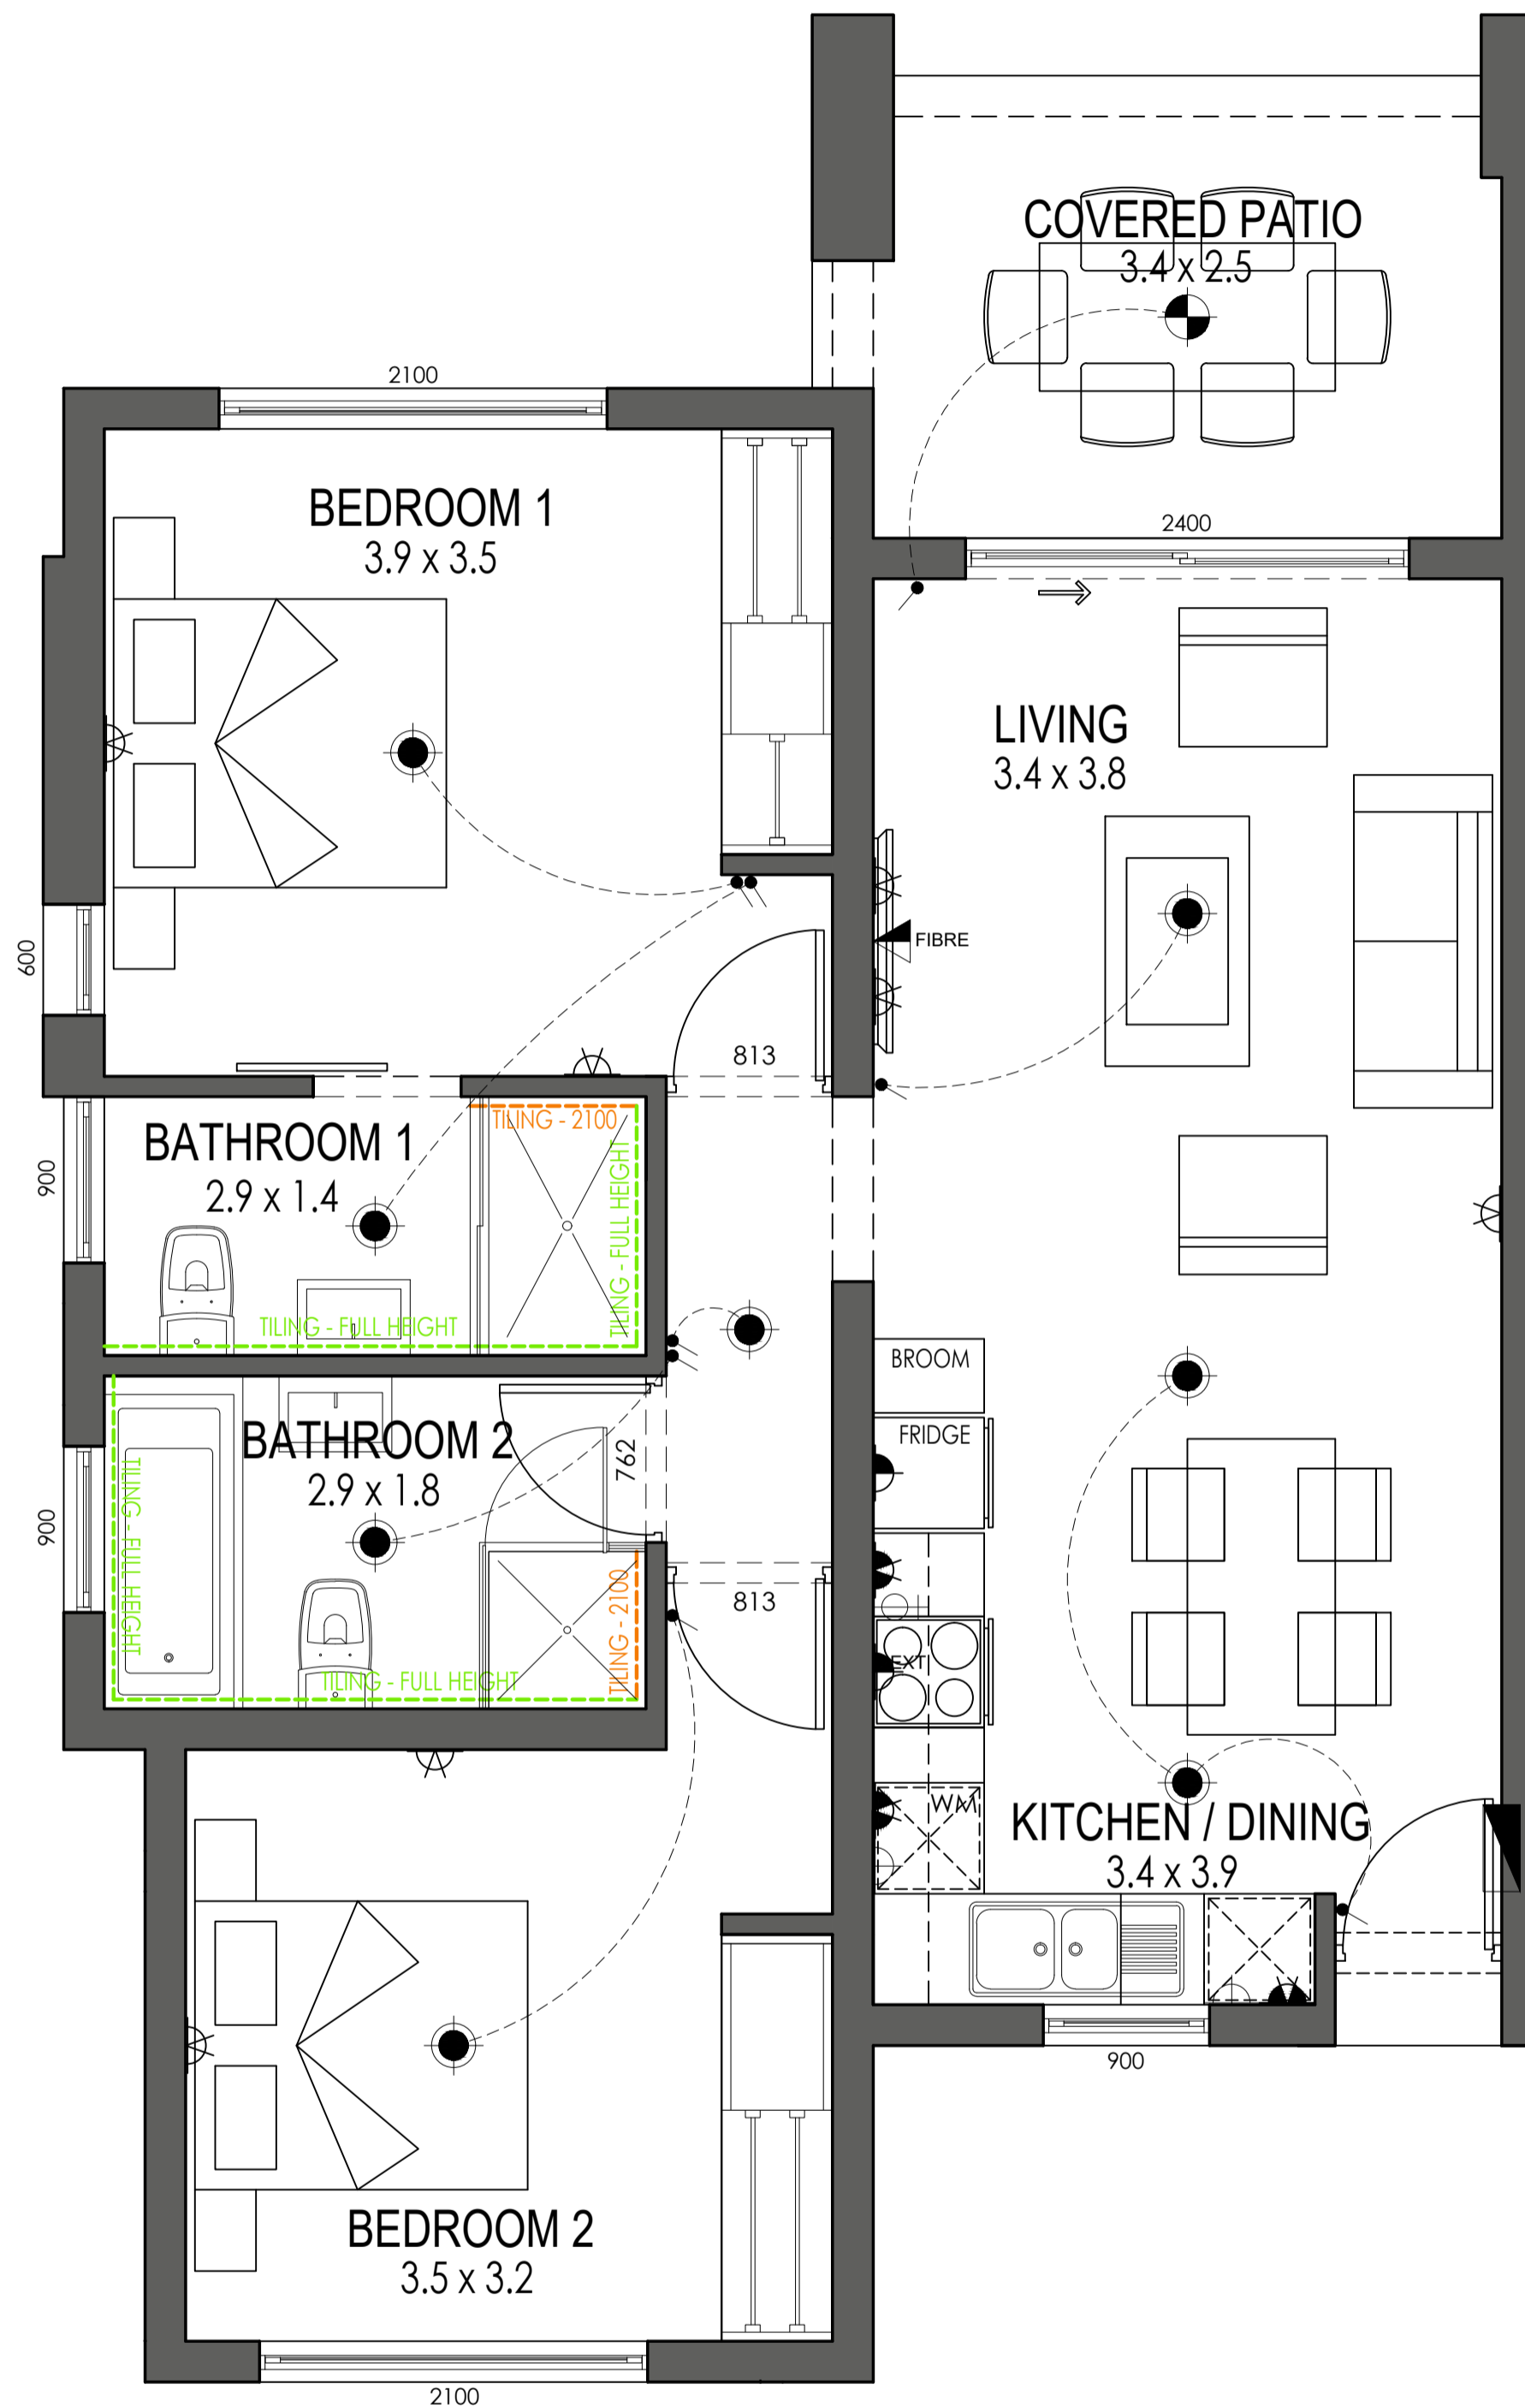 COVERED PATIO
3.4 x 2.5
2100
BEDROOM 1
3.9 x 3.5
2400
LIVING
3.4 x 3.8
600
FIBRE
813
TILING - 2100
BATHROOM 1
2.9 x 1.4
900
TILING - FULL HEIGHT
TILING - FULL HEIGHT
BROOM
FRIDGE
BATHROOM 2
2.9 x 1.8
762
900
TILING - FULL HEIGHT
TILING - 2100
813
EXT
TILING - FULL HEIGHT
WM
KITCHEN / DINING
3.4 x 3.9
900
BEDROOM 2
3.5 x 3.2
2100